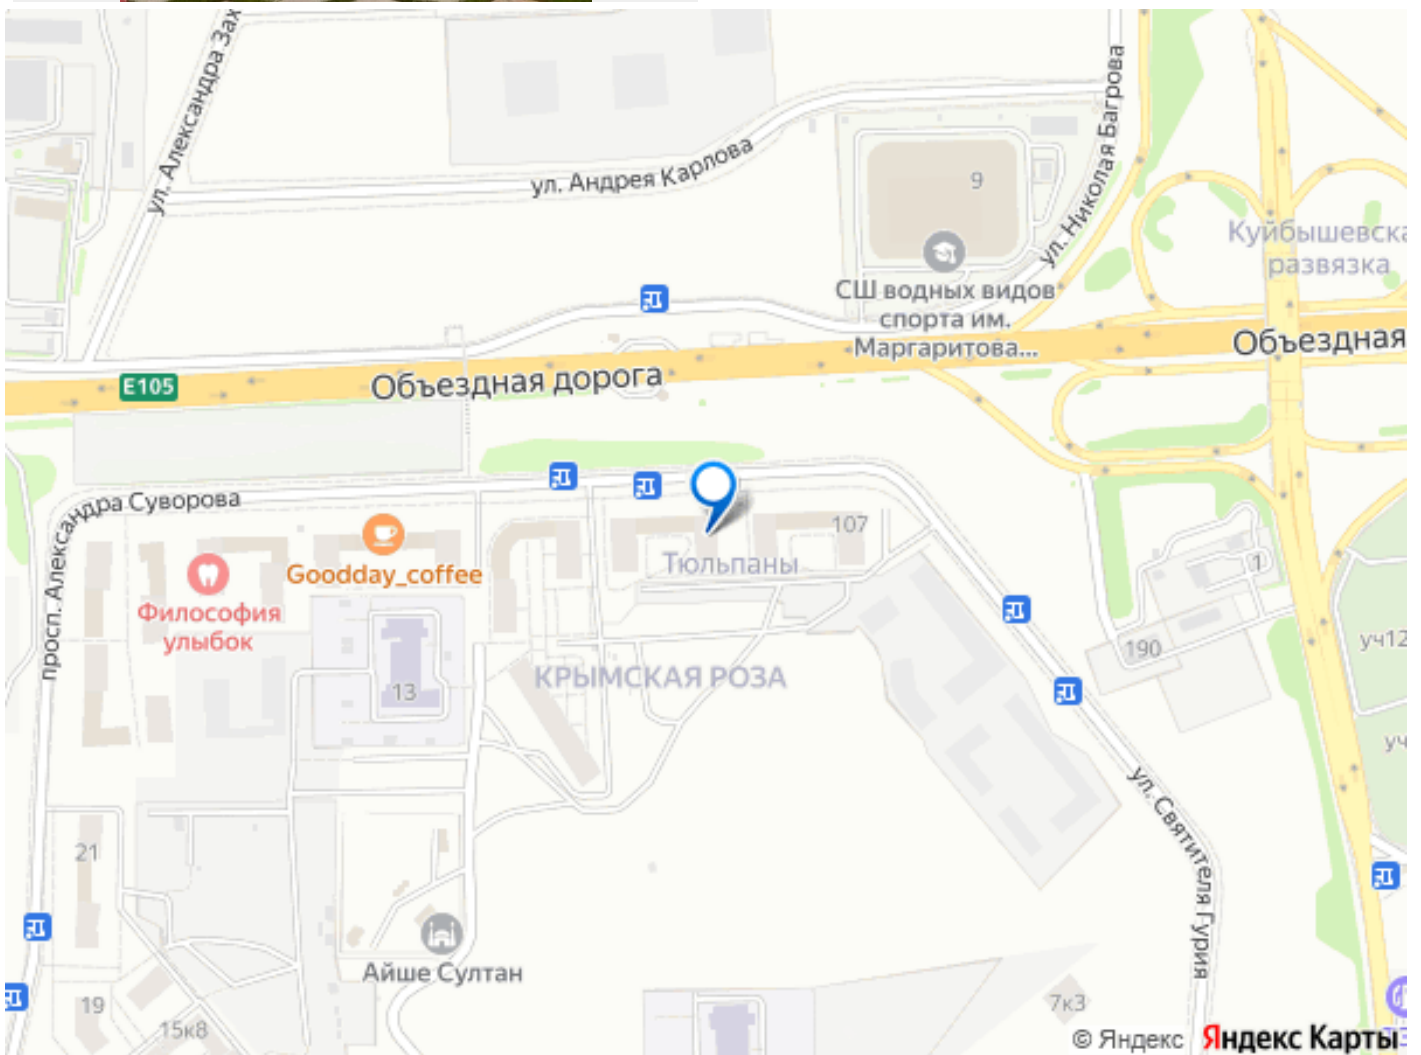 ул. Александра Зах
ул. Андрея Карлова
ул. Николая Багрова
9
Куйбышевска
развязка
СШ водных видов
спорта им.
Маргаритова...
Объездная
E105
Объездная дорога
просп. Александра Суворова
107
Тюльпаны
Goodday_coffee
Философия
улыбок
1
уч12
190
13
КРЫМСКАЯ РОЗА
уч
ул. Святителя Гурия
21
Айше Султан
19
15к8
7к3
© Яндекс Яндекс Карты